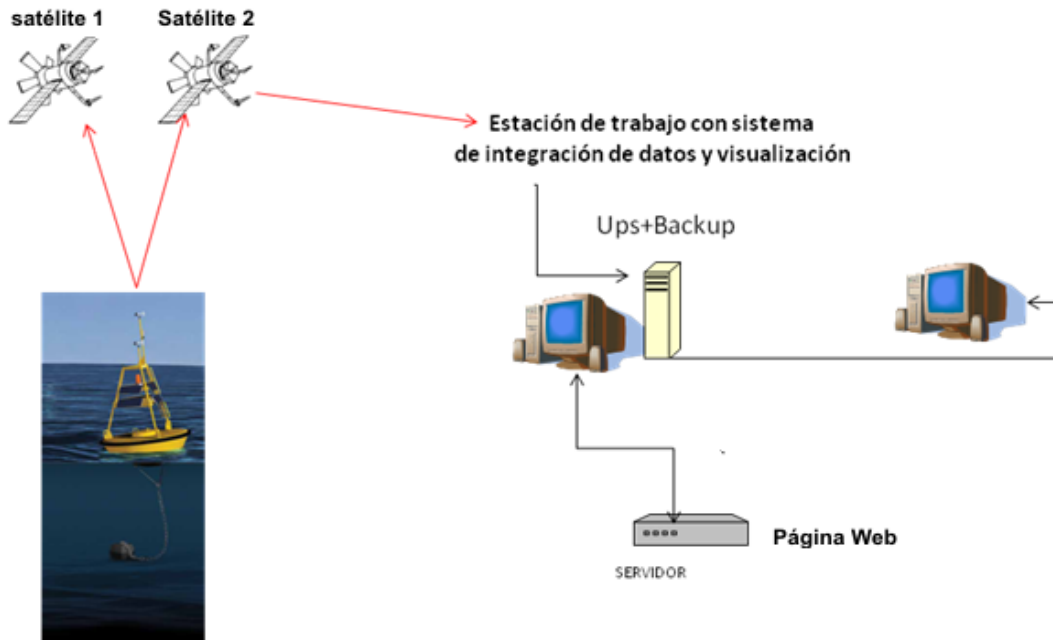 satélite 1
Satélite 2
Estación de trabajo con sistema
de integración de datos y visualización
Ups+Backup
Página Web
SERVIDOR